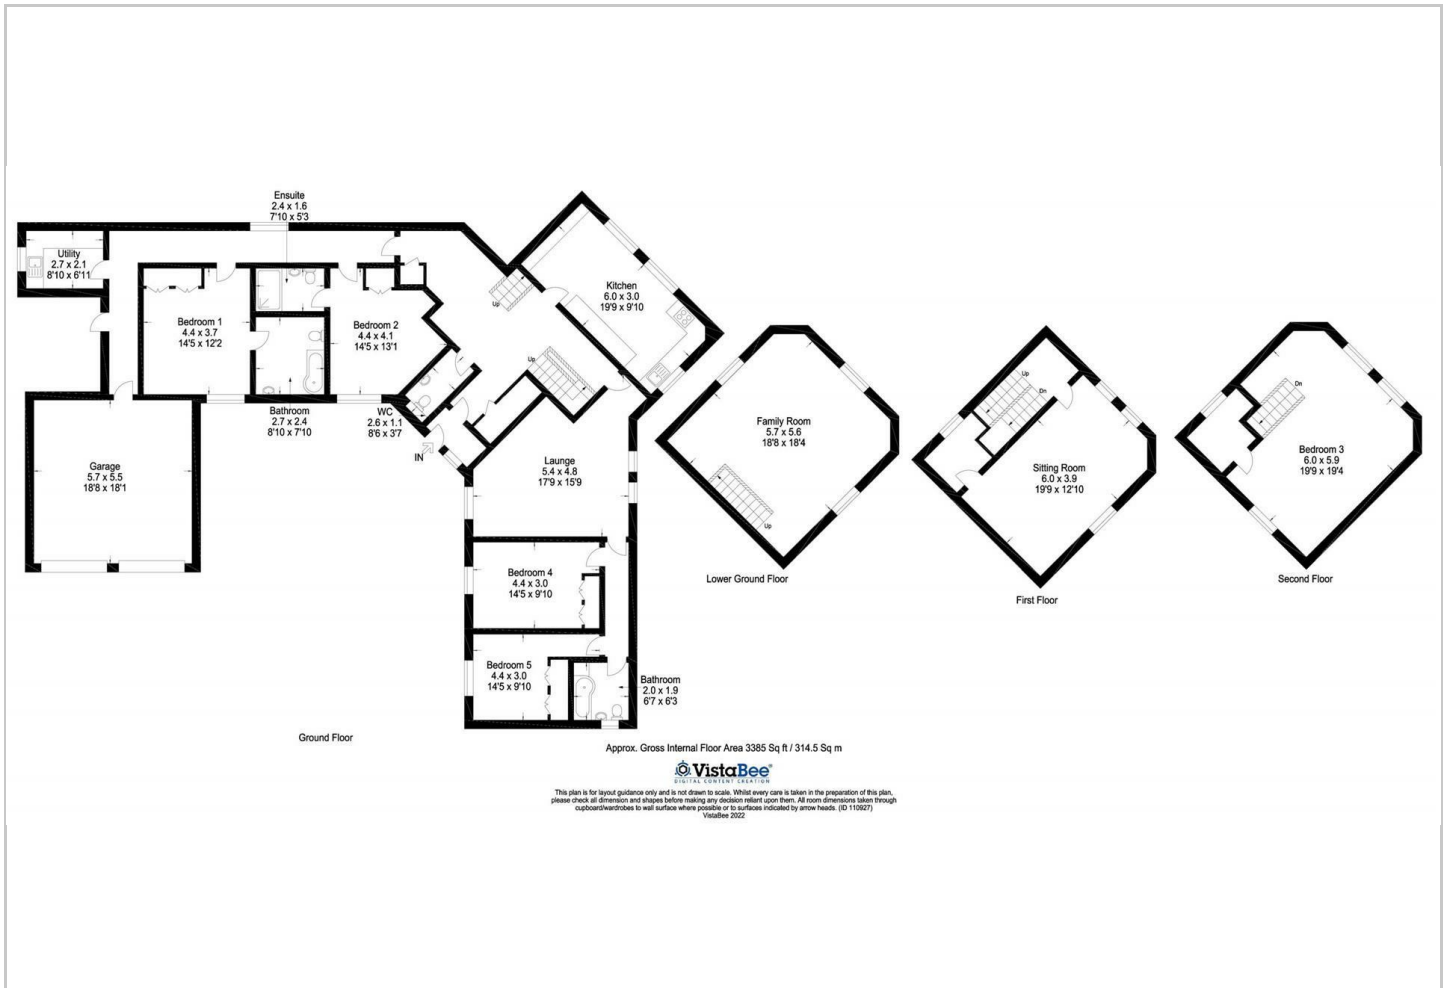 Ensuite
2.4 x 1.6
7'10 x 5'3
Utility
2.7 x 2.1
8'10 x 6'11
Bedroom 1
4.4 x 3.7
14'5 x 12'2
Bedroom 2
4.4 x 4.1
14'5 x 13'1
Up
Kitchen
6.0 x 3.0
19'9 x 9'10
Up
Bathroom
2.7 x 2.4
8'10 x 7'10
WC
2.6 x 1.1
8'6 x 3'7
IN
Garage
5.7 x 5.5
18'8 x 18'1
Launge
5.4 x 4.8
17'9 x 15'9
Bedroom 4
4.4 x 3.0
14'5 x 9'10
Bedroom 5
4.4 x 3.0
14'5 x 9'10
Bathroom
2.0 x 1.9
6'7 x 6'3
Ground Floor
Family Room
5.7 x 5.6
18'8 x 18'4
Up
Lower Ground Floor
Up
Dn
Sitting Room
6.0 x 3.9
19'9 x 12'10
First Floor
Dn
Bedroom 3
6.0 x 5.9
19'9 x 19'4
Second Floor
Approx. Gross Internal Floor Area 3385 Sq ft / 314.5 Sq m
VistaBee®
DIGITAL CONTENT CREATION
This plan is for layout guidance only and is not drawn to scale. Whilst every care is taken in the preparation of this plan,
please check all dimension and shapes before making any decision reliant upon them. All room dimensions taken through
cupboard/wardrobes to wall surface where possible or to surfaces indicated by arrow heads. (ID 110927)
VistaBee 2022